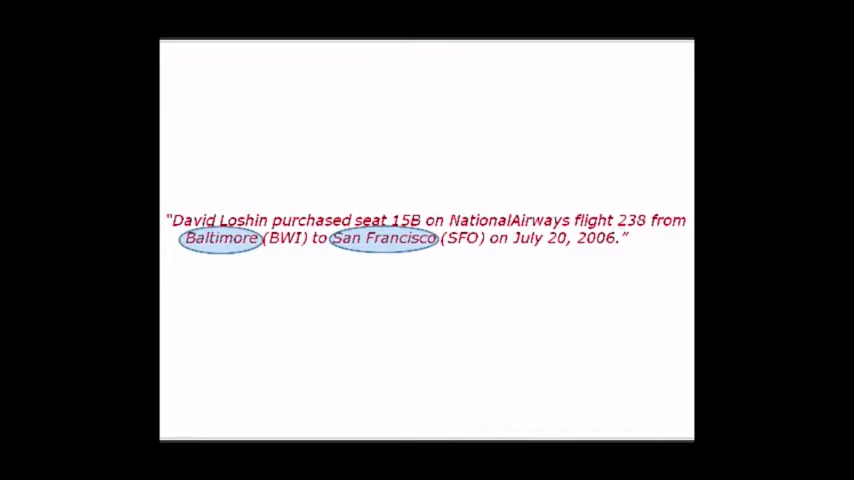 "David Loshin purchased seat 15B on NationalAirways flight 238 from
Baltimore (BWI) to San Francisco (SFO) on July 20, 2006."